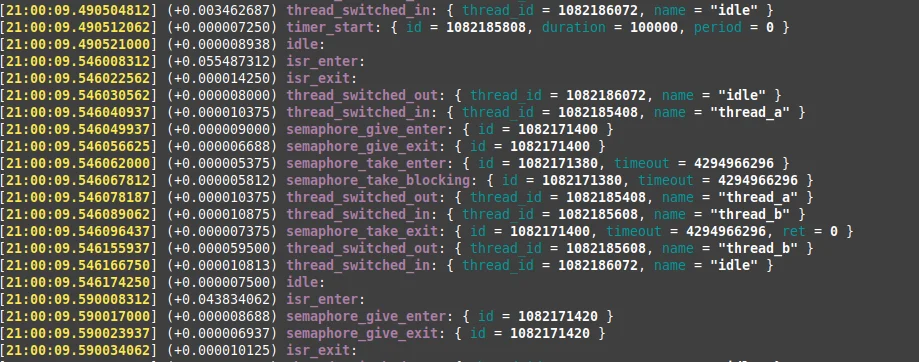 [21:00:09.490504812] (+0.003462687) thread_switched_in: { thread_id = 1082186072, name = "idle" }
[21:00:09.490512062] (+0.000007250) timer_start: { id = 1082185808, duration = 100000, period = 0 }
[21:00:09.490521000] (+0.000008938) idle:
[21:00:09.546008312] (+0.055487312) isr_enter:
[21:00:09.546022562] (+0.000014250) isr_exit:
[21:00:09.546030562] (+0.000008000) thread_switched_out: { thread_id = 1082186072, name = "idle" }
[21:00:09.546040937] (+0.000010375) thread_switched_in: { thread_id = 1082185408, name = "thread_a" }
[21:00:09.546049937] (+0.000009000) semaphore_give_enter: { id = 1082171400 }
[21:00:09.546056625] (+0.000006688) semaphore_give_exit: { id = 1082171400 }
[21:00:09.546062000] (+0.000005375) semaphore_take_enter: { id = 1082171380, timeout = 4294966296 }
[21:00:09.546067812] (+0.000005812) semaphore_take_blocking: { id = 1082171380, timeout = 4294966296 }
[21:00:09.546078187] (+0.000010375) thread_switched_out: { thread_id = 1082185408, name = "thread_a" }
[21:00:09.546089062] (+0.000010875) thread_switched_in: { thread_id = 1082185608, name = "thread_b" }
[21:00:09.546096437] (+0.000007375) semaphore_take_exit: { id = 1082171400, timeout = 4294966296, ret = 0 }
[21:00:09.546155937] (+0.000059500) thread_switched_out: { thread_id = 1082185608, name = "thread_b" }
[21:00:09.546166750] (+0.000010813) thread_switched_in: { thread_id = 1082186072, name = "idle" }
[21:00:09.546174250] (+0.000007500) idle:
[21:00:09.590008312] (+0.043834062) isr_enter:
[21:00:09.590017000] (+0.000008688) semaphore_give_enter: { id = 1082171420 }
[21:00:09.590023937] (+0.000006937) semaphore_give_exit: { id = 1082171420 }
[21:00:09.590034062] (+0.000010125) isr_exit: